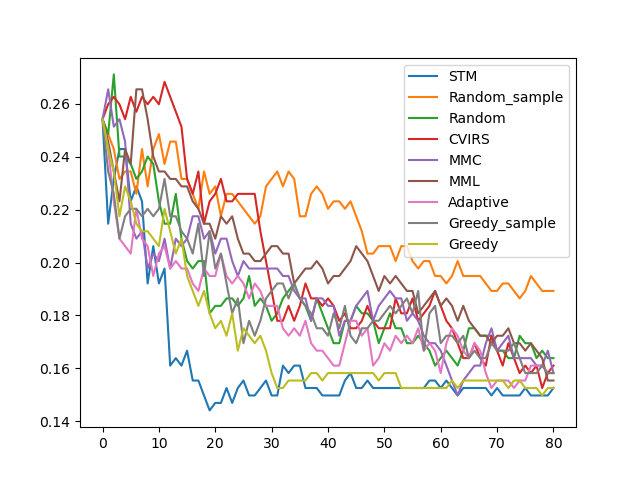 STM
Random_sample
Random
CVIRS
MMC
MML
Adaptive
Greedy_sample
Greedy
0.26
0.24
0.22
0.20
0.18
0.16
0.14
0 10 20 30 40 50 60 70 80